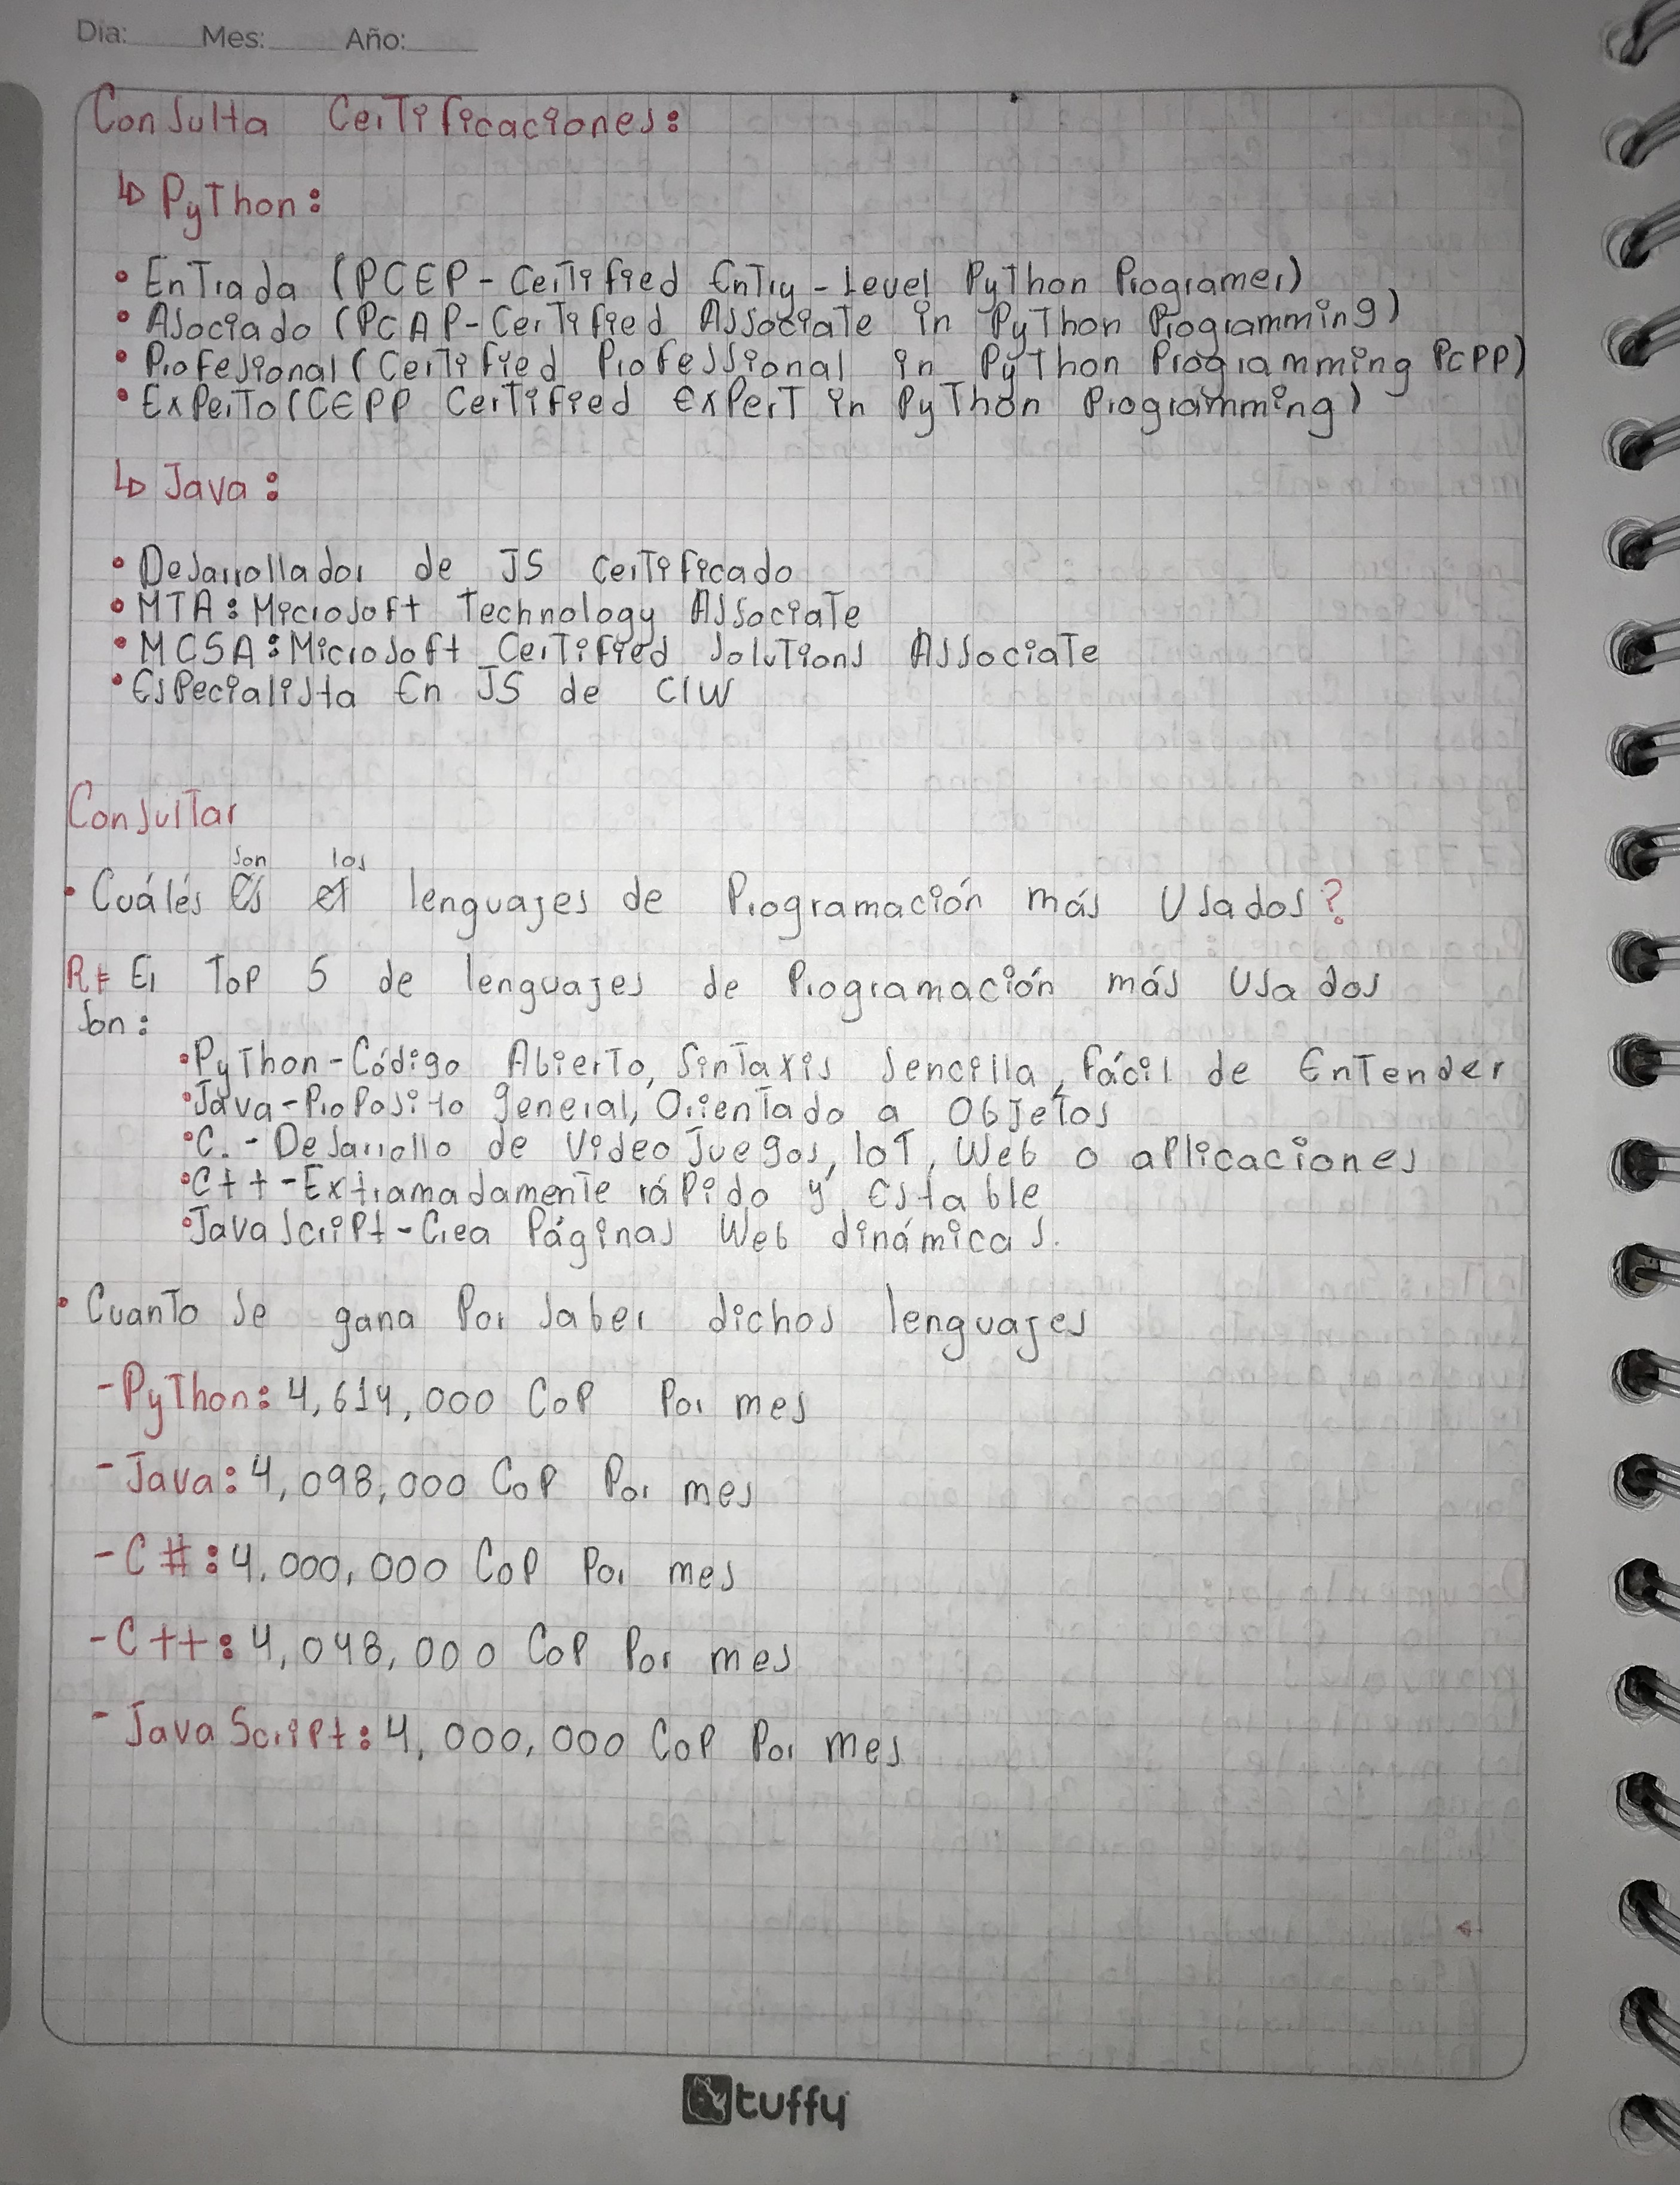 Día: Mes: Año:
Consulta Certificaciones:
↳ Python:
• Entrada (PCEP - Certified Entry - Level Python Programer)
• Asociado (PCAP - Certified Associate in Python Programming)
• Profesional (Certified Professional in Python Programming PCPP)
• Experto (CEPP Certified Expert in Python Programming)
↳ Java:
• Desarrollador de JS Certificado
• MTA: Microsoft Technology Associate
• MCSA: Microsoft Certified Solutions Associate
• Especialista En JS de CIW
Consultar
son los
• Cuáles es el lenguajes de Programación más Usados?
R= El Top 5 de lenguajes de Programación más Usados
Son:
• Python - Código Abierto, Sintaxis Sencilla, Fácil de Entender
• Java - Proposito general, Orientado a Objetos
• C. - Desarrollo de Video Juegos, IoT, Web o aplicaciones
• C++ - Extramadamente rápido y Estable
• JavaScript - Crea Páginas Web dinámicas.
• Cuanto Se gana Por Saber dichos lenguajes
- Python: 4,614,000 COP Por mes
- Java: 4,098,000 COP Por mes
- C#: 4,000,000 COP Por mes
- C++: 4,048,000 COP Por mes
- JavaScript: 4,000,000 COP Por mes
tuffy